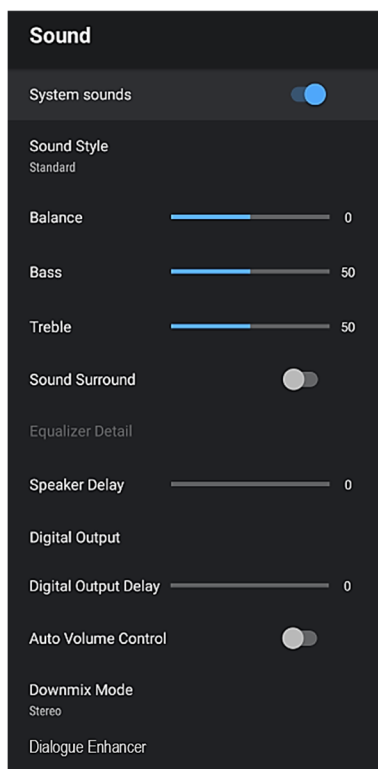 Sound
System sounds
Sound Style
Standard
Balance 0
Bass 50
Treble 50
Sound Surround
Equalizer Detail
Speaker Delay 0
Digital Output
Digital Output Delay 0
Auto Volume Control
Downmix Mode
Stereo
Dialogue Enhancer